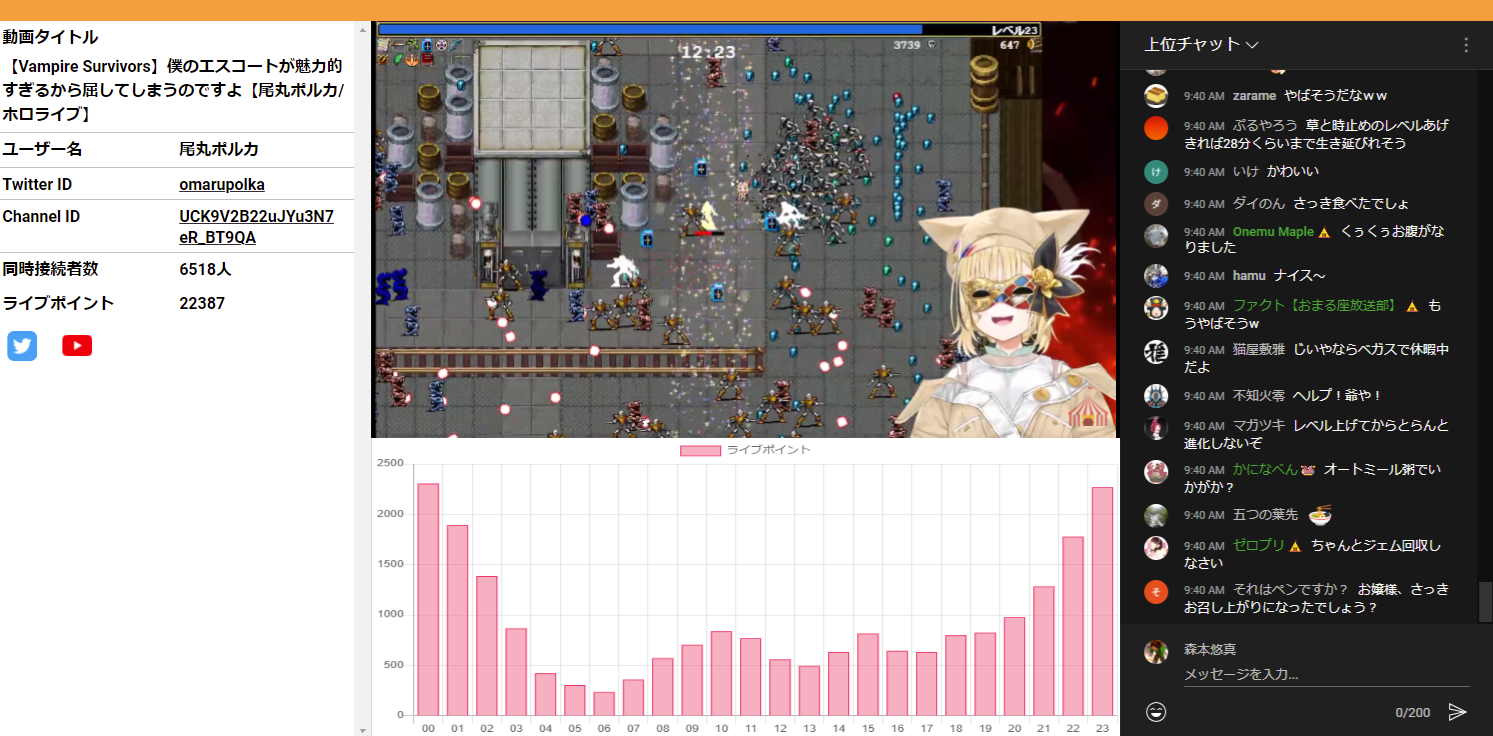 動画タイトル
【Vampire Survivors】僕のエスコートが魅力的
すぎるから屈してしまうのですよ【尾丸ポルカ/
ホロライブ】
ユーザー名 尾丸ポルカ
Twitter ID omarupolka
Channel ID UCK9V2B22uJYu3N7
eR_BT9QA
同時接続者数 6518人
ライブポイント 22387
レベル23
12:23 3739 647
ライブポイント
2500
2000
1500
1000
500
0
00 01 02 03 04 05 06 07 08 09 10 11 12 13 14 15 16 17 18 19 20 21 22 23
上位チャット
9:40 AM zarame やばそうだなｗｗ
9:40 AM ぷるやろう 草と時止めのレベルあげ
きれば28分くらいまで生き延びれそう
け 9:40 AM いけ かわいい
ダ 9:40 AM ダイのん さっき食べたでしょ
9:40 AM Onemu Maple くぅくぅお腹がな
りました
9:40 AM hamu ナイス～
9:40 AM ファクト【おまる座放送部】 も
うやばそうw
雅 9:40 AM 猫屋敷雅 じいやならベガスで休暇中
だよ
9:40 AM 不知火零 ヘルプ！爺や！
9:40 AM マガツキ レベル上げてからとらんと
進化しないぞ
9:40 AM かになべん オートミール粥でい
かがか？
9:40 AM 五つの葉先
9:40 AM ゼロプリ ちゃんとジェム回収し
なさい
そ 9:40 AM それはペンですか？ お嬢様、さっき
お召し上がりになったでしょう？
森本悠真
メッセージを入力...
0/200